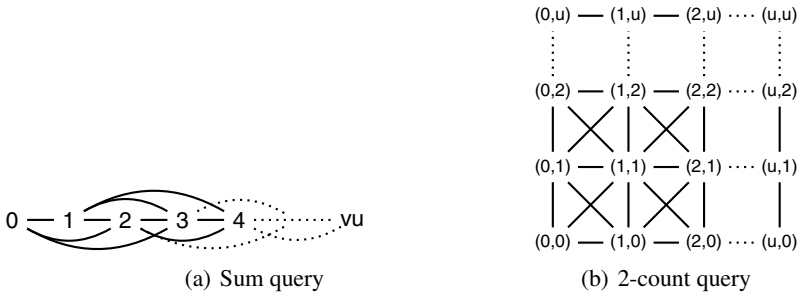 (0,u) (1,u) (2,u) (u,u)
(0,2) (1,2) (2,2) (u,2)
(0,1) (1,1) (2,1) (u,1)
(0,0) (1,0) (2,0) (u,0)
0 1 2 3 4 vu
(a) Sum query
(b) 2-count query